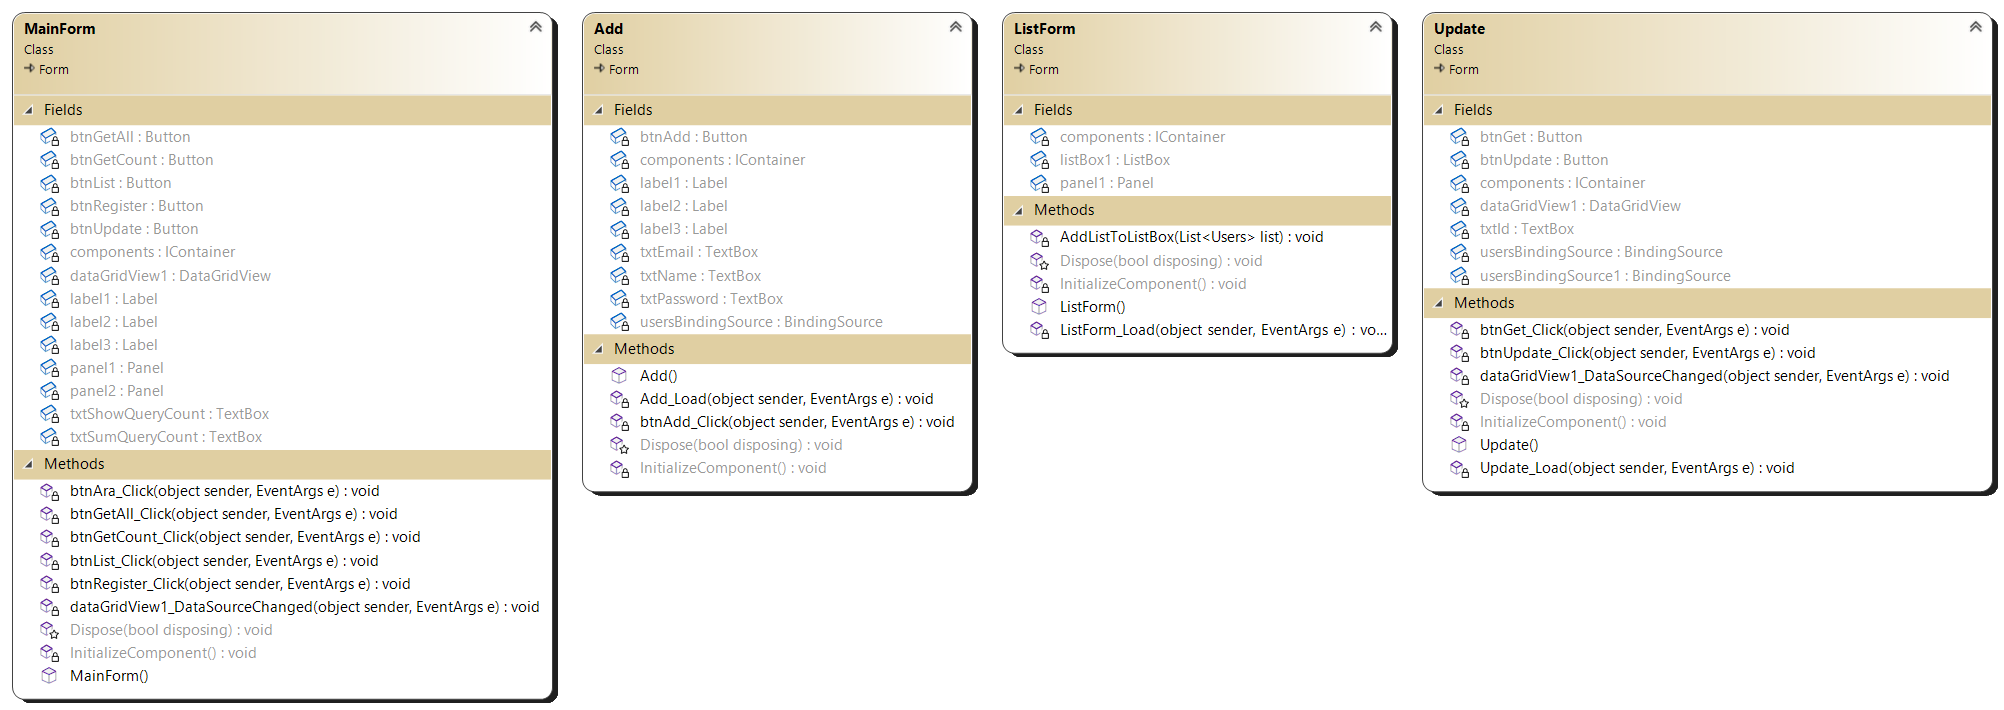 MainForm
Class
Form
Fields
btnGetAll : Button
btnGetCount : Button
btnList : Button
btnRegister : Button
btnUpdate : Button
components : IContainer
dataGridView1 : DataGridView
label1 : Label
label2 : Label
label3 : Label
panel1 : Panel
panel2 : Panel
txtShowQueryCount : TextBox
txtSumQueryCount : TextBox
Methods
btnAra_Click(object sender, EventArgs e) : void
btnGetAll_Click(object sender, EventArgs e) : void
btnGetCount_Click(object sender, EventArgs e) : void
btnList_Click(object sender, EventArgs e) : void
btnRegister_Click(object sender, EventArgs e) : void
dataGridView1_DataSourceChanged(object sender, EventArgs e) : void
Dispose(bool disposing) : void
InitializeComponent() : void
MainForm()
Add
Class
Form
Fields
btnAdd : Button
components : IContainer
label1 : Label
label2 : Label
label3 : Label
txtEmail : TextBox
txtName : TextBox
txtPassword : TextBox
usersBindingSource : BindingSource
Methods
Add()
Add_Load(object sender, EventArgs e) : void
btnAdd_Click(object sender, EventArgs e) : void
Dispose(bool disposing) : void
InitializeComponent() : void
ListForm
Class
Form
Fields
components : IContainer
listBox1 : ListBox
panel1 : Panel
Methods
AddListToListBox(List<Users> list) : void
Dispose(bool disposing) : void
InitializeComponent() : void
ListForm()
ListForm_Load(object sender, EventArgs e) : vo...
Update
Class
Form
Fields
btnGet : Button
btnUpdate : Button
components : IContainer
dataGridView1 : DataGridView
txtId : TextBox
usersBindingSource : BindingSource
usersBindingSource1 : BindingSource
Methods
btnGet_Click(object sender, EventArgs e) : void
btnUpdate_Click(object sender, EventArgs e) : void
dataGridView1_DataSourceChanged(object sender, EventArgs e) : void
Dispose(bool disposing) : void
InitializeComponent() : void
Update()
Update_Load(object sender, EventArgs e) : void